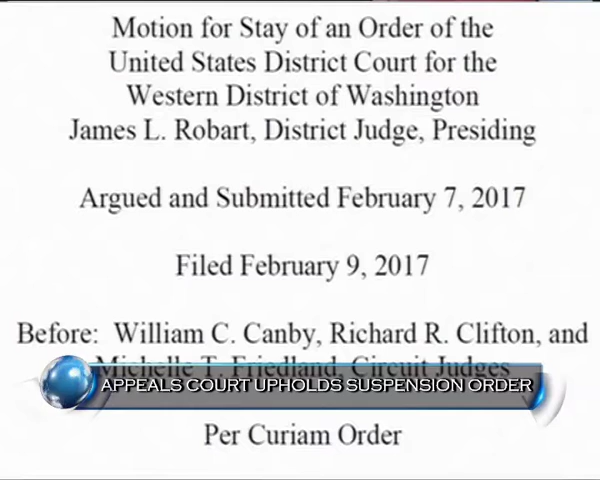 Motion for Stay of an Order of the
United States District Court for the
Western District of Washington
James L. Robart, District Judge, Presiding
Argued and Submitted February 7, 2017
Filed February 9, 2017
Before: William C. Canby, Richard R. Clifton, and
Michelle T. Friedland, Circuit Judges
APPEALS COURT UPHOLDS SUSPENSION ORDER
Per Curiam Order